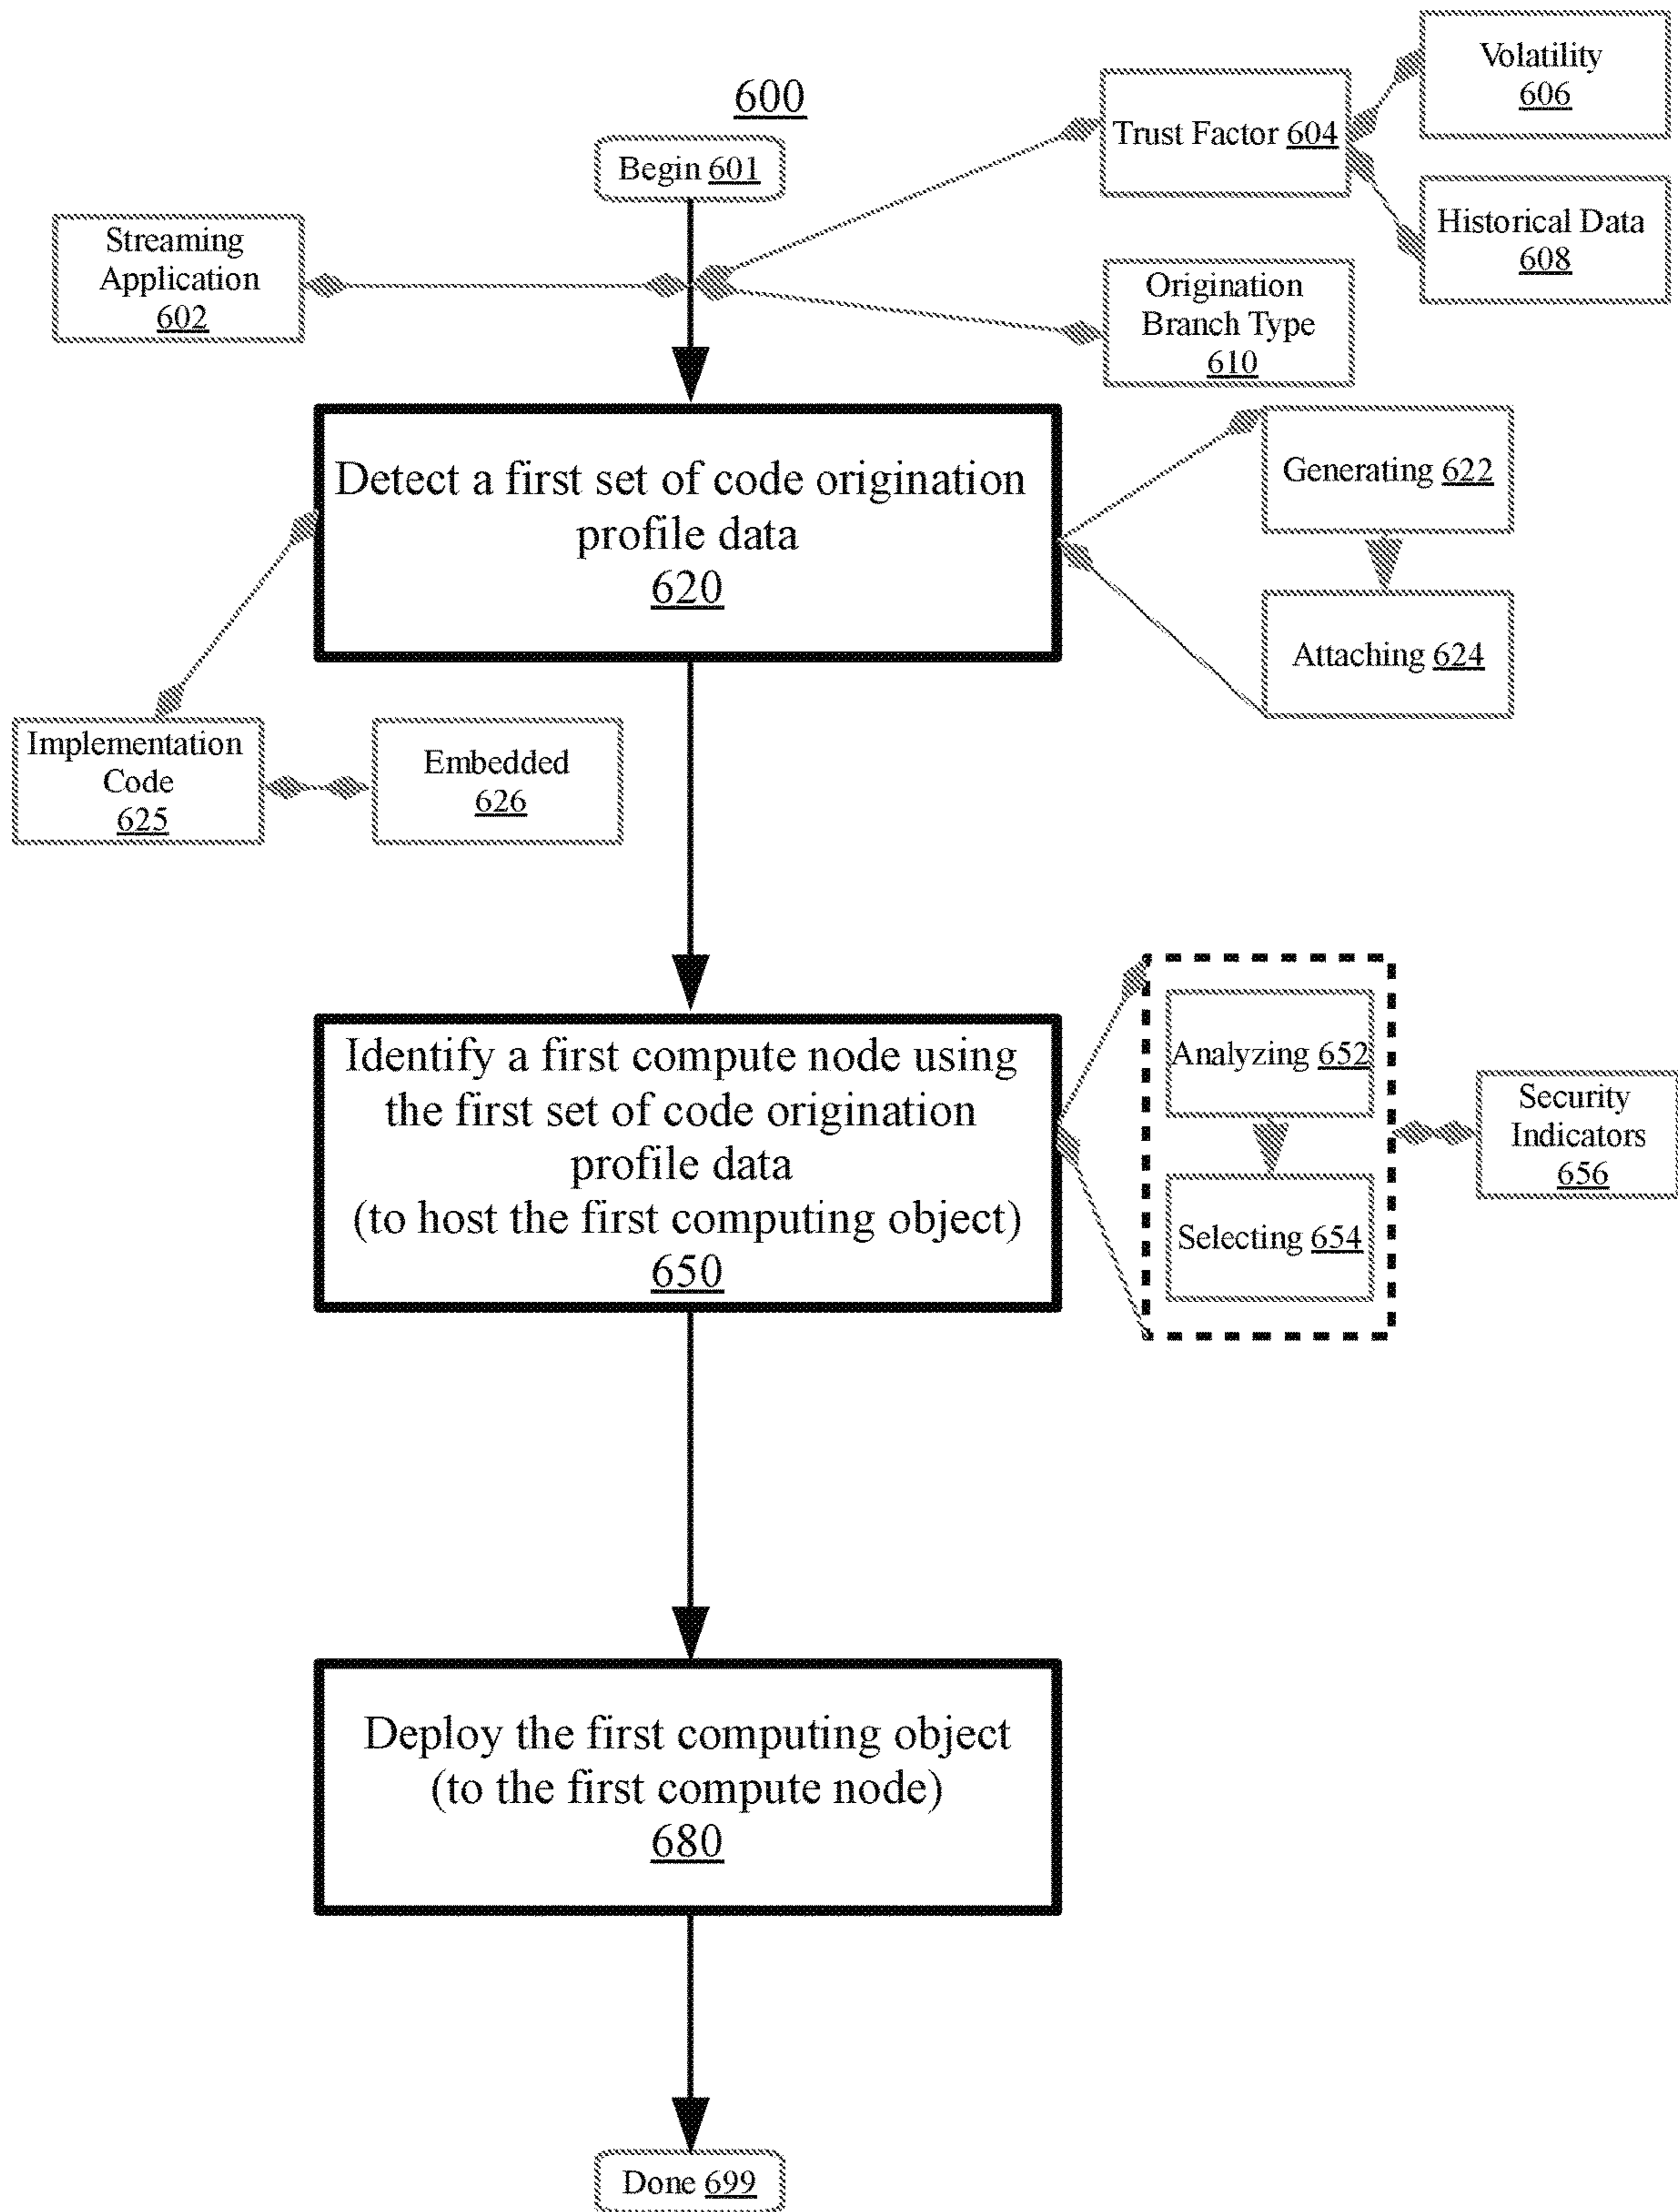 600
Begin 601
Trust Factor 604
Volatility
606
Historical Data
608
Streaming
Application
602
Origination
Branch Type
610
Detect a first set of code origination
profile data
620
Generating 622
Attaching 624
Implementation
Code
625
Embedded
626
Identify a first compute node using
the first set of code origination
profile data
(to host the first computing object)
650
Analyzing 652
Selecting 654
Security
Indicators
656
Deploy the first computing object
(to the first compute node)
680
Done 699